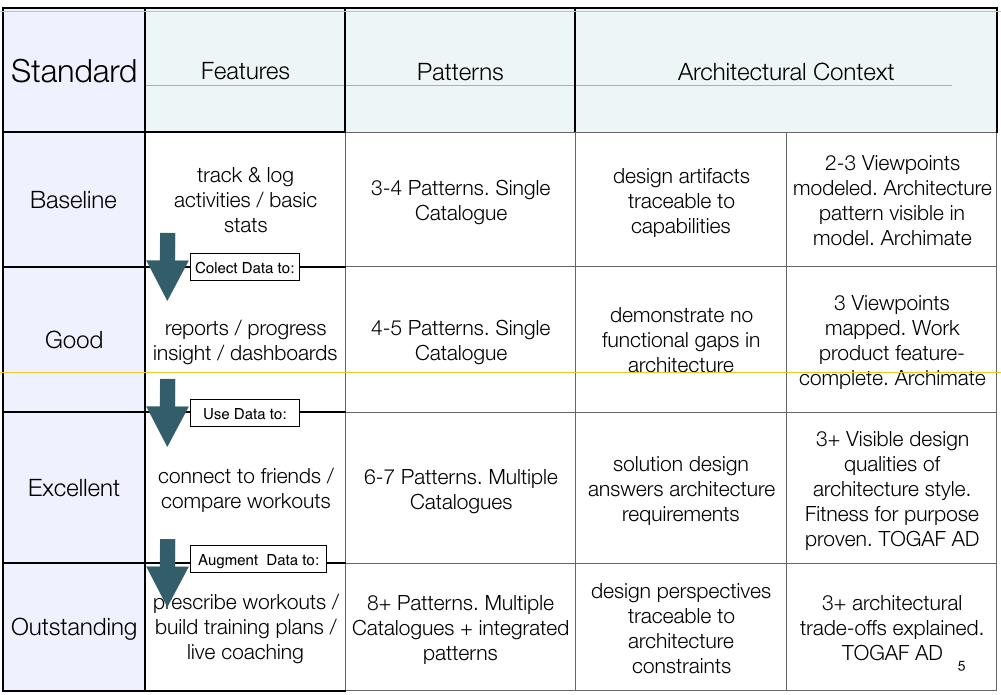 Standard
Features
Patterns
Architectural Context
Baseline
track & log
activities / basic
stats
3-4 Patterns. Single
Catalogue
design artifacts
traceable to
capabilities
2-3 Viewpoints
modeled. Architecture
pattern visible in
model. Archimate
Colect Data to:
Good
reports / progress
insight / dashboards
4-5 Patterns. Single
Catalogue
demonstrate no
functional gaps in
architecture
3 Viewpoints
mapped. Work
product feature-
complete. Archimate
Use Data to:
Excellent
connect to friends /
compare workouts
6-7 Patterns. Multiple
Catalogues
solution design
answers architecture
requirements
3+ Visible design
qualities of
architecture style.
Fitness for purpose
proven. TOGAF AD
Augment  Data to:
Outstanding
prescribe workouts /
build training plans /
live coaching
8+ Patterns. Multiple
Catalogues + integrated
patterns
design perspectives
traceable to
architecture
constraints
3+ architectural
trade-offs explained.
TOGAF AD
5